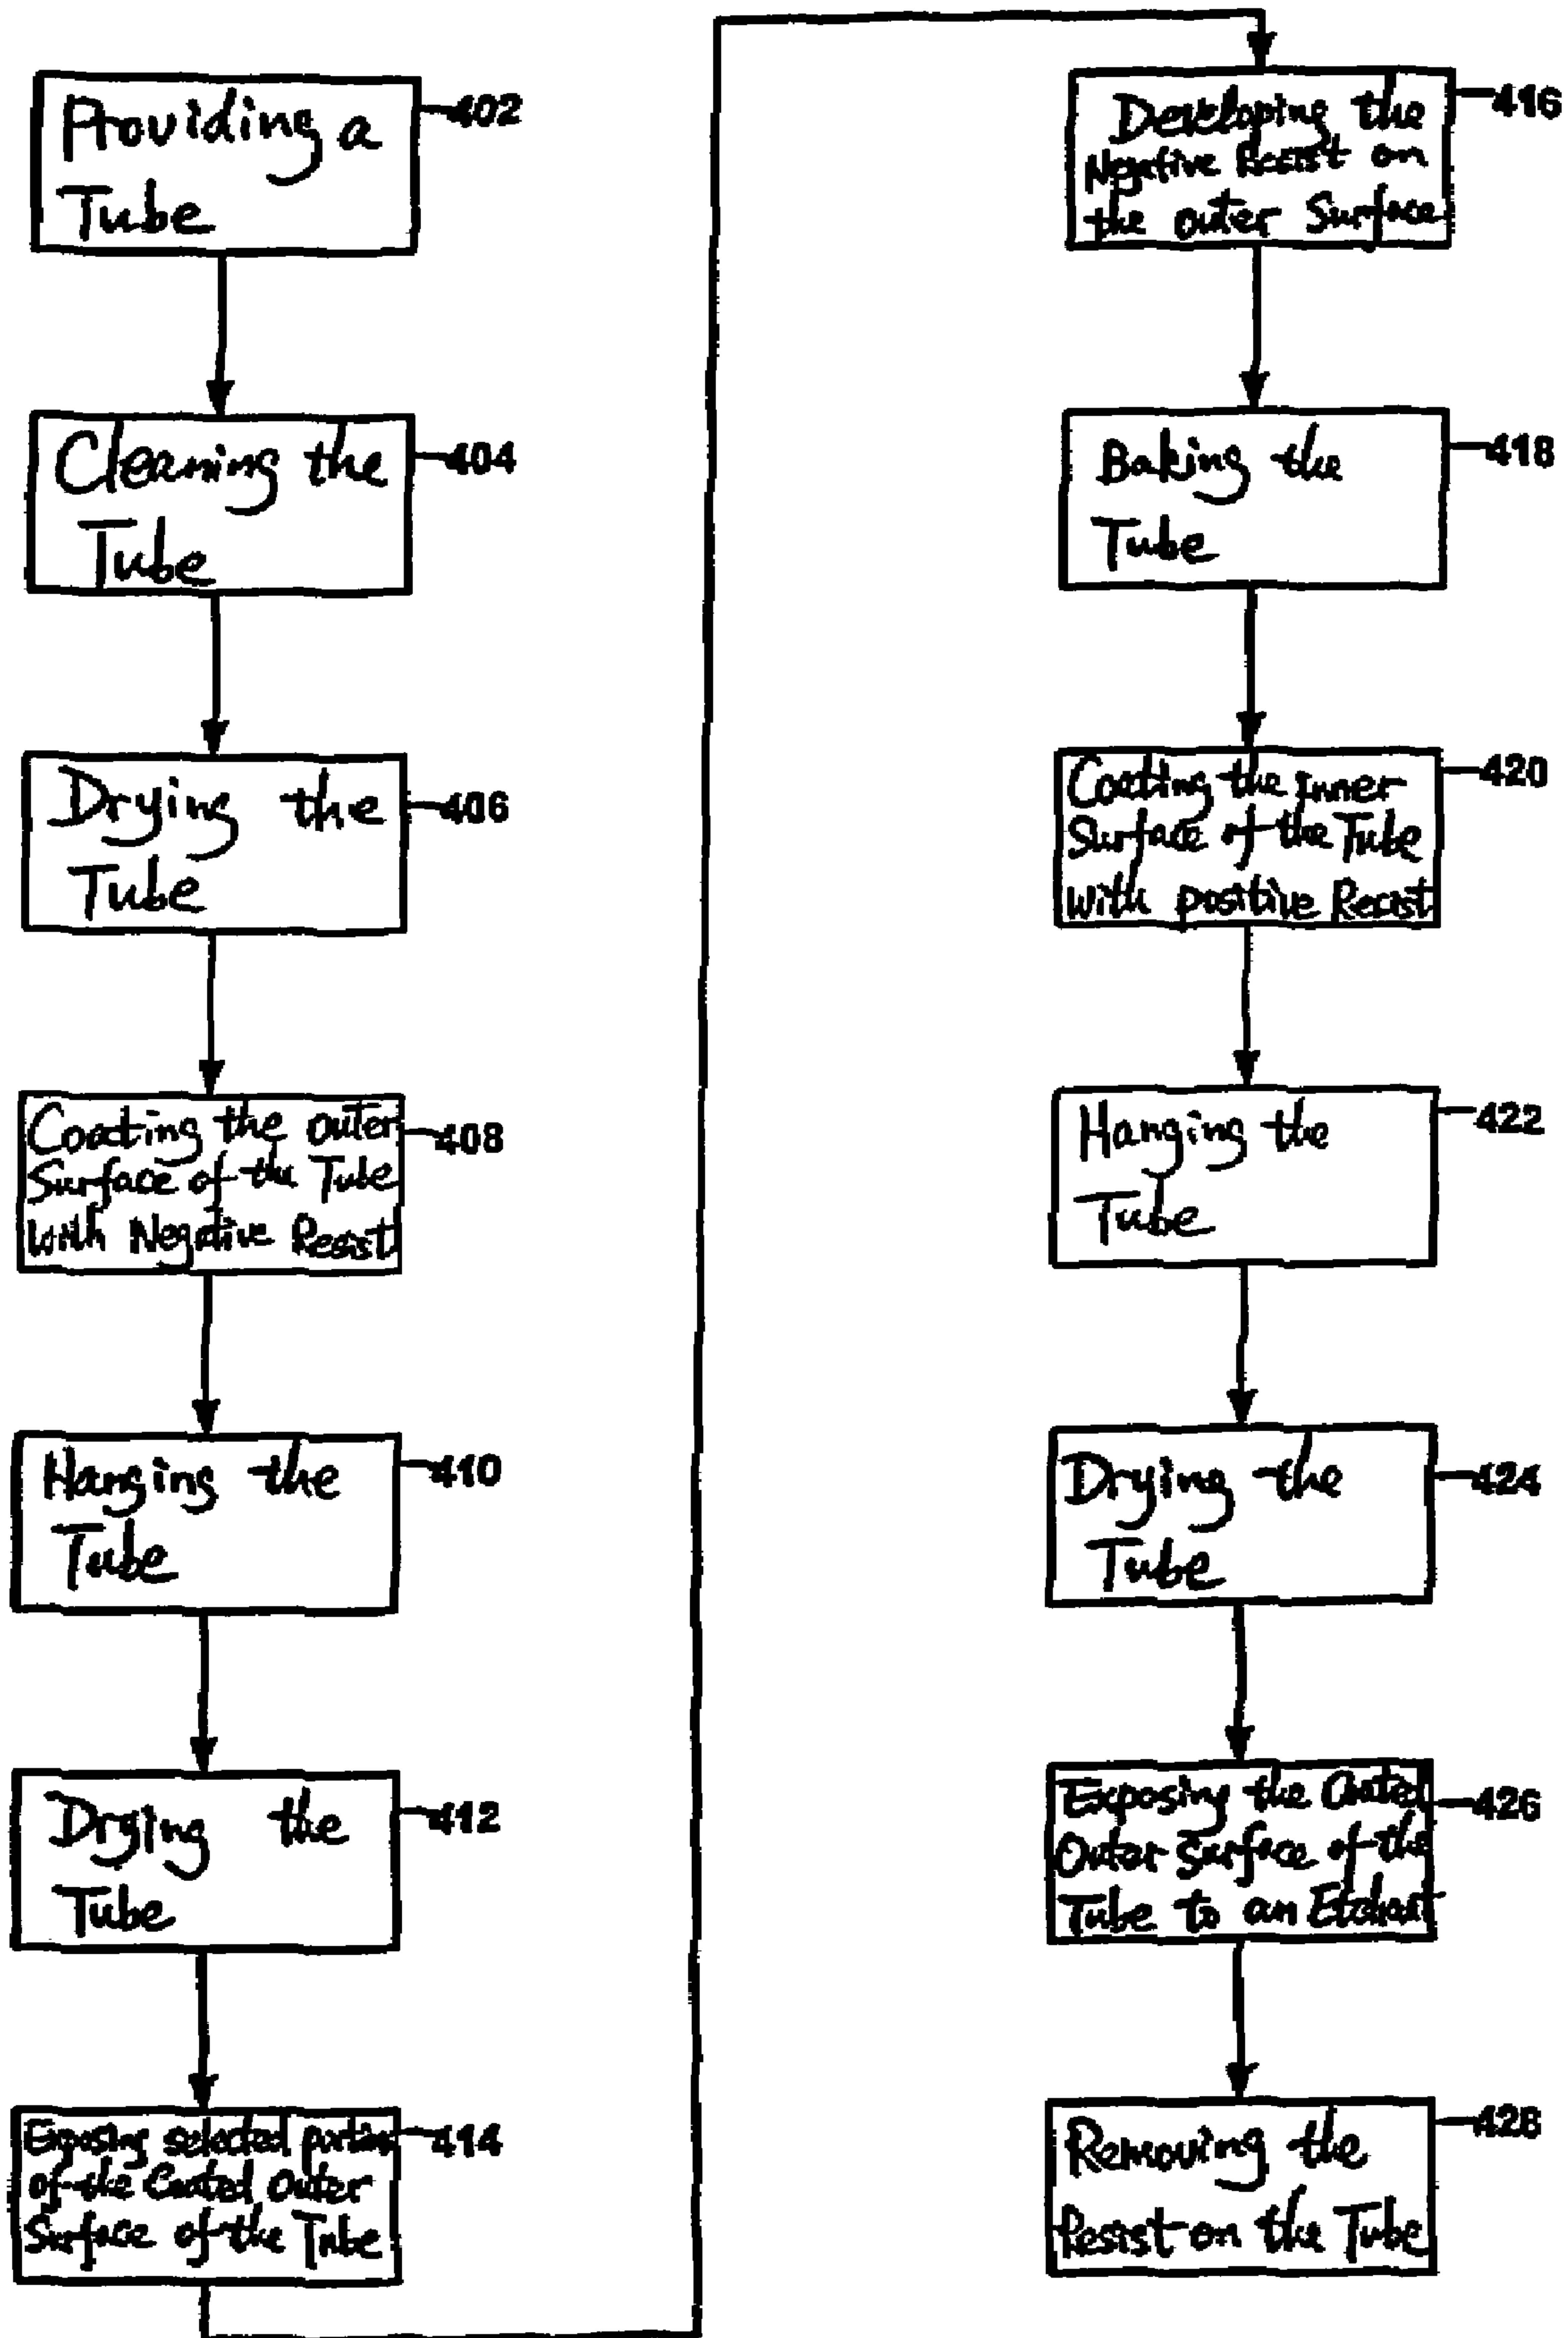 Providing a
Tube
402
Cleaning the
Tube
404
Drying the
Tube
406
Coating the outer
Surface of the Tube
with Negative Resist
408
Hanging the
Tube
410
Drying the
Tube
412
Exposing selected portions
of the Coated Outer
Surface of the Tube
414
Developing the
Negative Resist on
the outer Surface
416
Baking the
Tube
418
Coating the Inner
Surface of the Tube
with positive Resist
420
Hanging the
Tube
422
Drying the
Tube
424
Exposing the Coated
Outer Surface of the
Tube to an Etchant
426
Removing the
Resist on the Tube
428